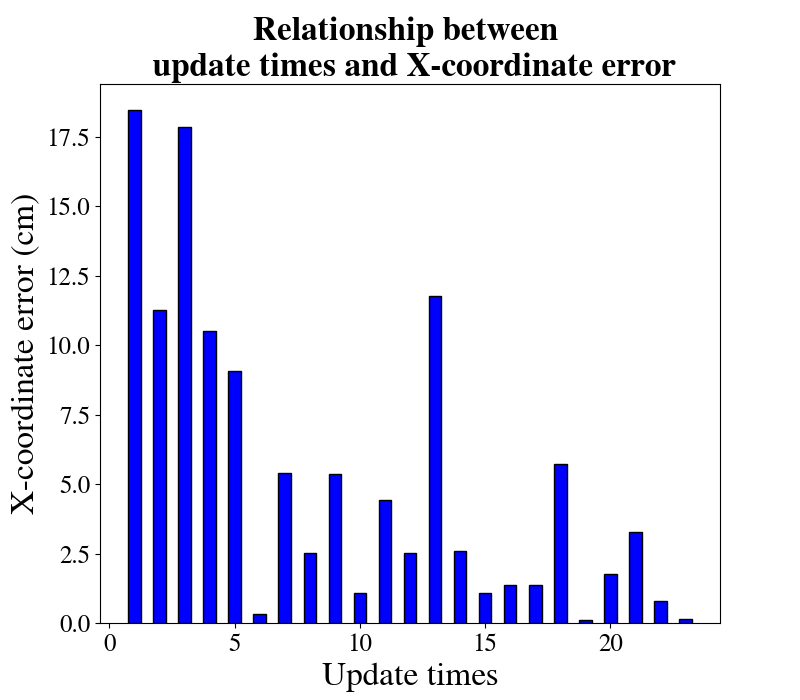 Relationship between
update times and X-coordinate error
X-coordinate error (cm)
17.5
15.0
12.5
10.0
7.5
5.0
2.5
0.0
0 5 10 15 20
Update times